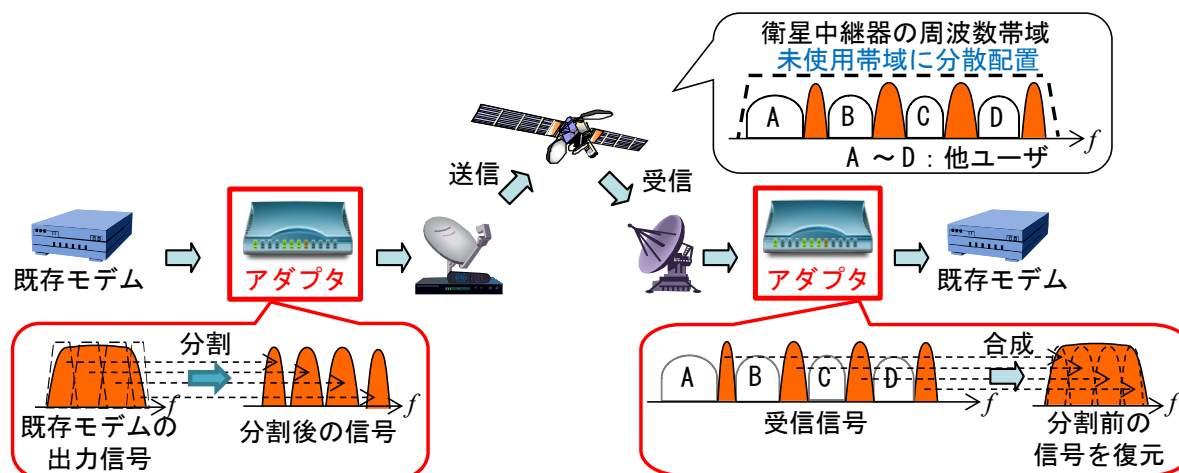 衛星中継器の周波数帯域
未使用帯域に分散配置
A B C D f
A ~ D : 他ユーザ
送信
受信
既存モデム
アダプタ
アダプタ
既存モデム
分割
f
f
既存モデムの
出力信号
分割後の信号
A B C D
合成
f
f
受信信号
分割前の
信号を復元